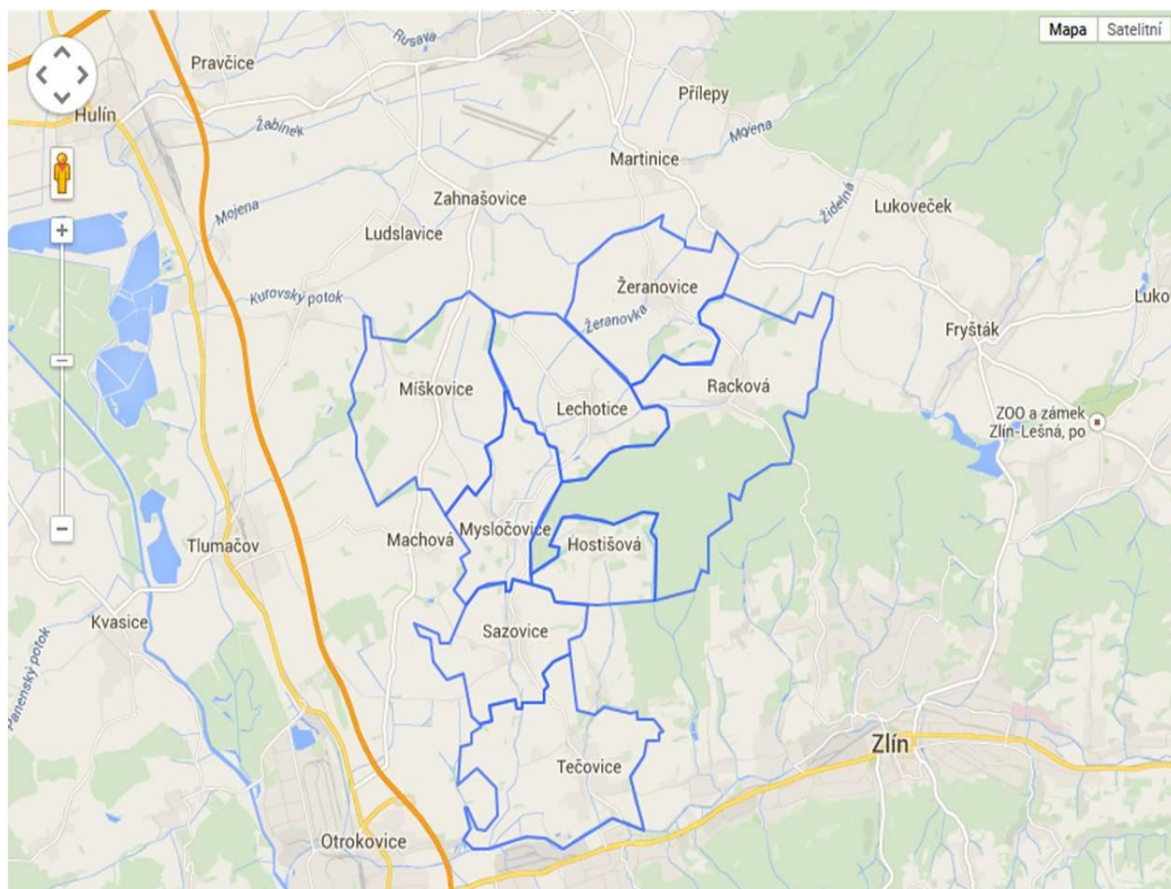 Mapa
Satelitní
Rusava
Pravčice
Přílepy
Hulín
Žabínek
Mojena
Martinice
Zahnašovice
Židelná
Lukoveček
Mojena
Ludslavice
Žeranovice
Kurovský potok
Žeranovka
Fryšták
Míškovice
Racková
Lechotice
ZOO a zámek
Zlín-Lešná, po
Mysločovice
Machová
Hostišová
Tlumačov
Kvasice
Sazovice
Panenský potok
Zlín
Tečovice
Otrokovice